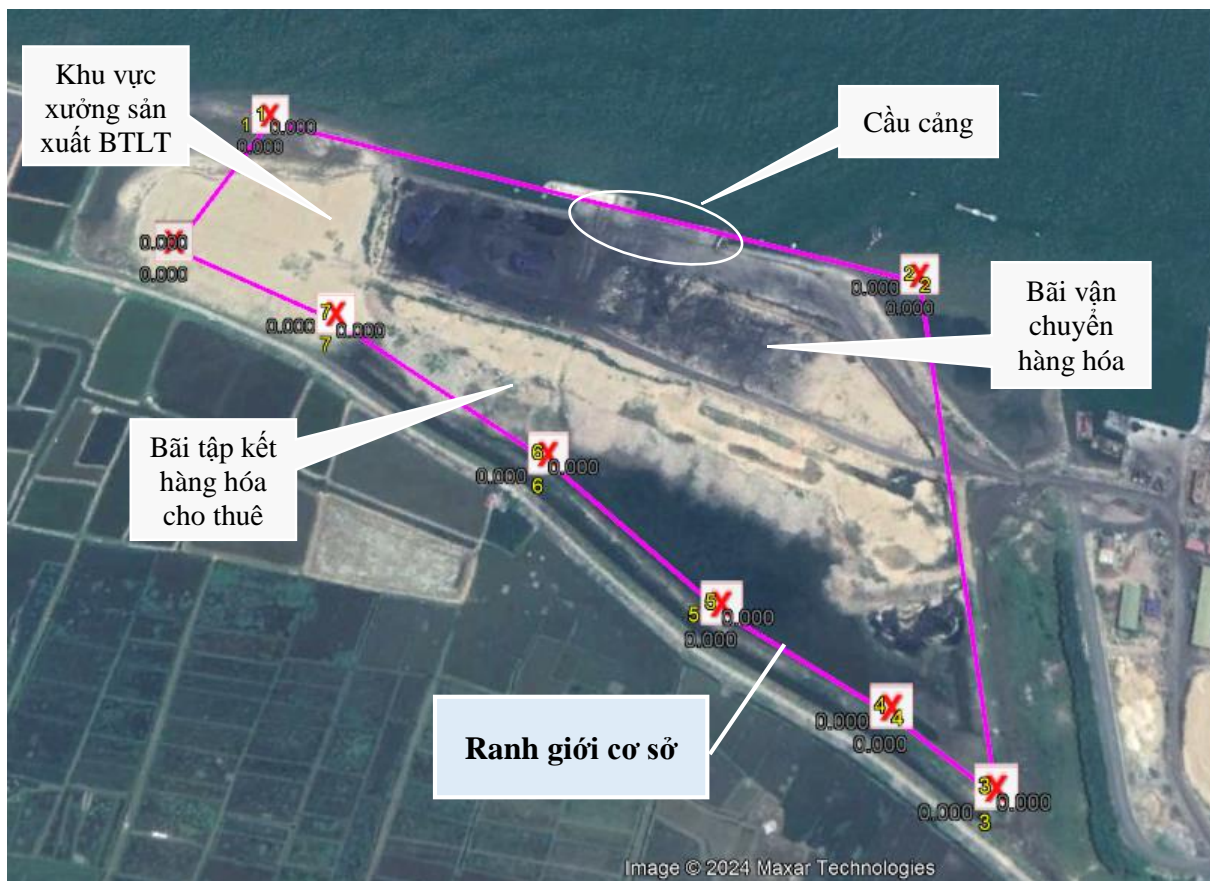 Khu vực
xưởng sản
xuất BTLT
Cầu cảng
Bãi vận
chuyển
hàng hóa
Bãi tập kết
hàng hóa
cho thuê
Ranh giới cơ sở
1
X
1
0.000
0.000
X
0.000
0.000
2
X
2
0.000
0.000
7
X
0.000
0.000
7
6
X
0.000
0.000
6
5
X
5
0.000
0.000
4
X
4
0.000
0.000
3
X
0.000
0.000
3
Image © 2024 Maxar Technologies